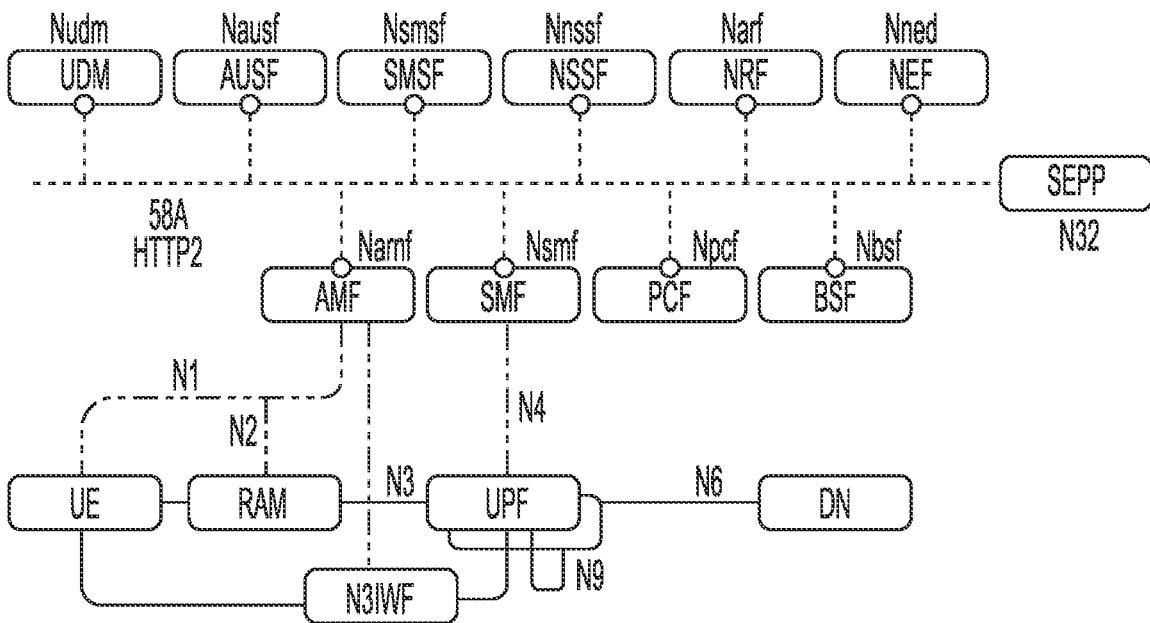 Nudm Nausf Nsmsf Nnssf Narf Nned
UDM AUSF SMSF NSSF NRF NEF
SEPP
58A
HTTP2
N32
Namf Nsmf Npcf Nbsf
AMF SMF PCF BSF
N1
N2 N4
N3 N6
UE RAM UPF DN
N9
N3IWF